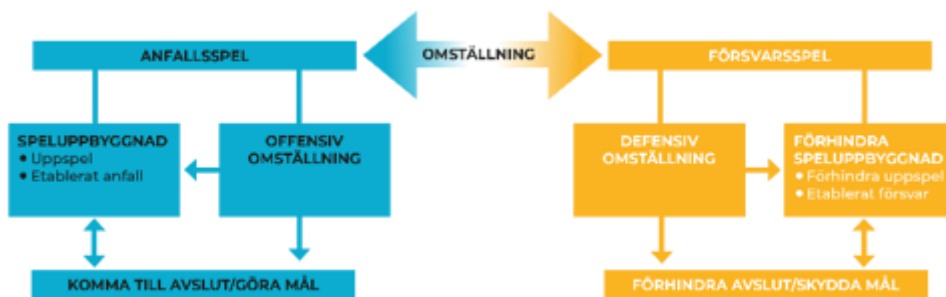 ANFALLSSPEL
OMSTÄLLNING
FÖRSVARSSPEL
SPELUPPBYGGNAD
• Uppspel
• Etablerat anfall
OFFENSIV
OMSTÄLLNING
DEFENSIV
OMSTÄLLNING
FÖRHINDRA
SPELUPPBYGGNAD
• Förhindra uppspel
• Etablerat försvar
KOMMA TILL AVSLUT/GÖRA MÅL
FÖRHINDRA AVSLUT/SKYDDA MÅL